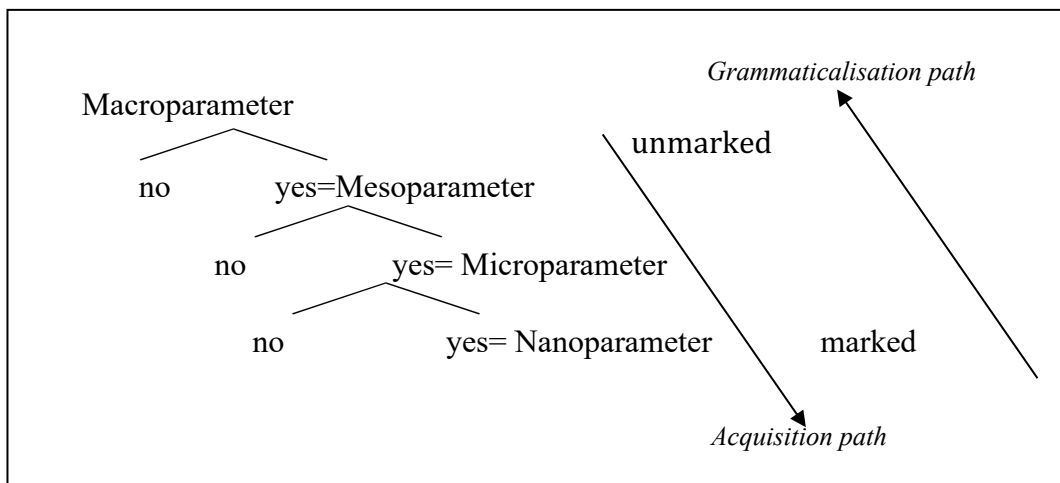 Grammaticalisation path
Macroparameter
unmarked
no yes=Mesoparameter
no yes= Microparameter
no yes= Nanoparameter marked
Acquisition path